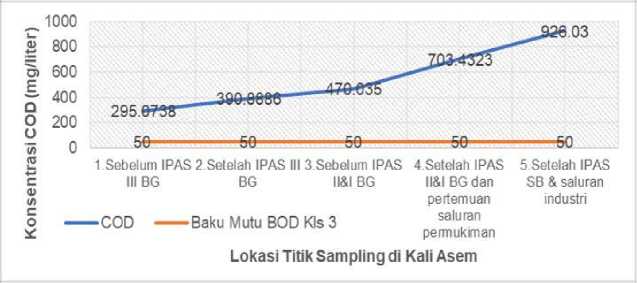 Konsentrasi COD (mg/liter)
1000
800
600
400
200
0
926.03
703.4323
470.635
390.8886
50
50
50
50
50
1.Sebelum IPAS III BG
2.Setelah IPAS III BG
3.Sebelum IPAS II&I BG
4.Setelah IPAS II&I BG dan pertemuan saluran permukiman
5.Setelah IPAS SB & saluran industri
COD
Baku Mutu BOD Kls 3
Lokasi Titik Sampling di Kali Asem